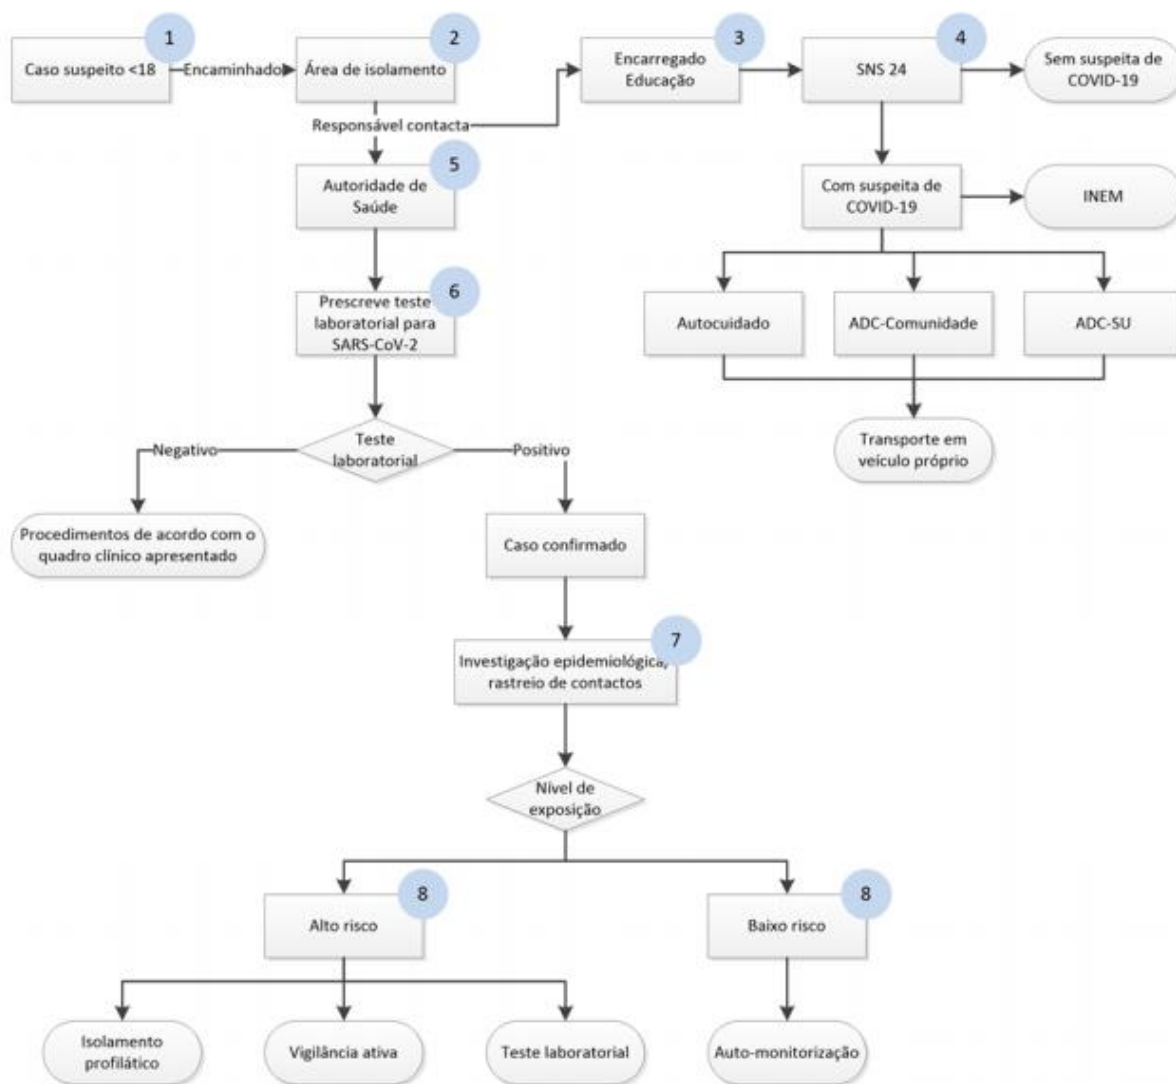 1
Caso suspeito <18
Encaminhado
2
Área de isolamento
3
Encarregado
Educação
4
SNS 24
Sem suspeita de
COVID-19
Responsável contacta
5
Autoridade de
Saúde
Com suspeita de
COVID-19
INEM
6
Prescreve teste
laboratorial para
SARS-CoV-2
Autocuidado
ADC-Comunidade
ADC-SU
Negativo
Teste
laboratorial
Positivo
Transporte em
veículo próprio
Procedimentos de acordo com o
quadro clínico apresentado
Caso confirmado
7
Investigação epidemiológica,
rastreio de contactos
Nível de
exposição
8
Alto risco
8
Baixo risco
Isolamento
profilático
Vigilância ativa
Teste laboratorial
Auto-monitorização